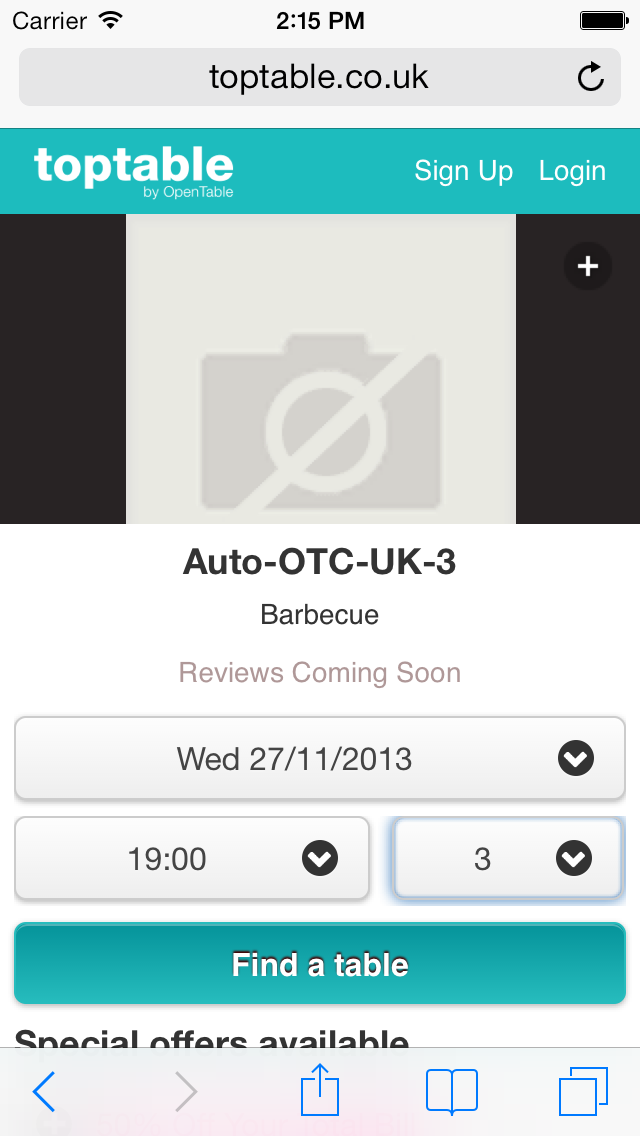 Carrier 2:15 PM
toptable.co.uk
toptable
by OpenTable
Sign Up Login
Auto-OTC-UK-3
Barbecue
Reviews Coming Soon
Wed 27/11/2013
19:00 3
Find a table
Special offers available